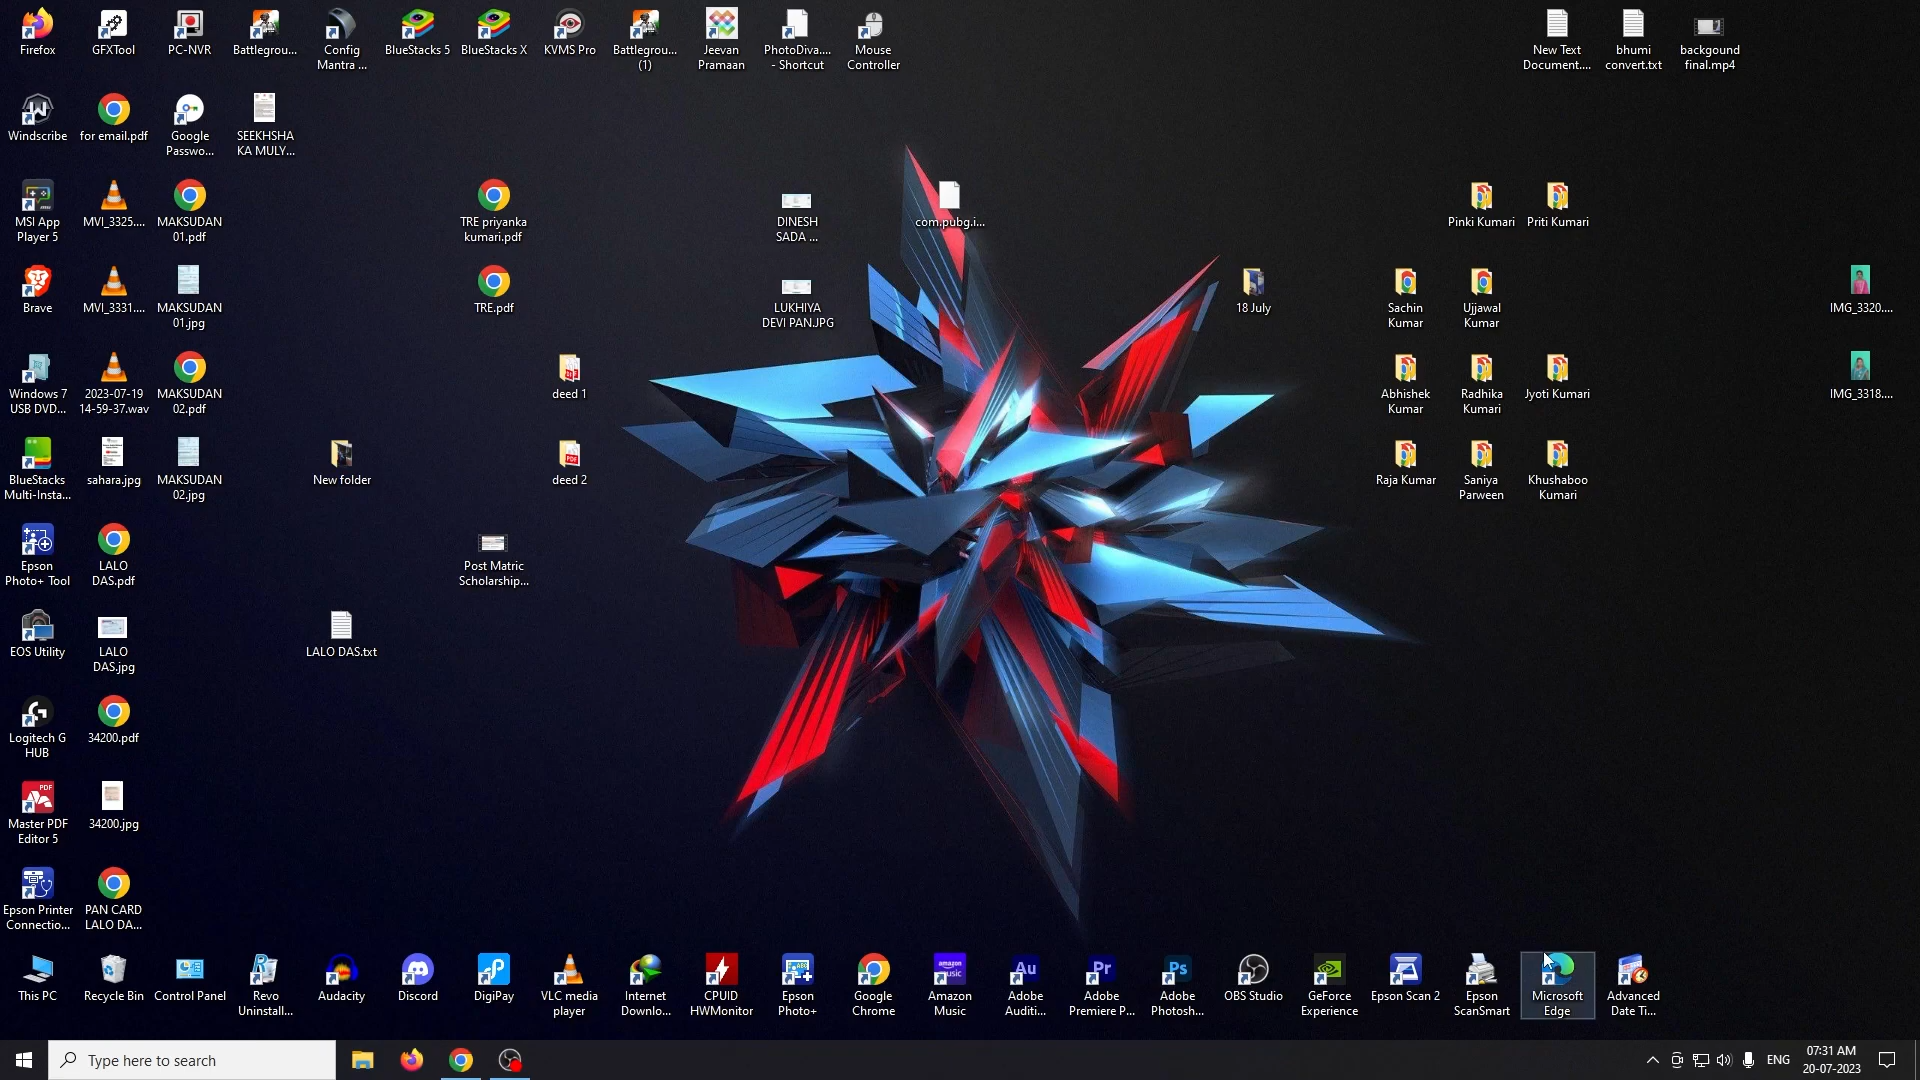 Firefox
GFXTool
PC-NVR
Battlegrou...
Config
Mantra ...
BlueStacks 5
BlueStacks X
KVMS Pro
Battlegrou...
(1)
Jeevan
Pramaan
PhotoDiva....
- Shortcut
Mouse
Controller
New Text
Document....
bhumi
convert.txt
backgound
final.mp4
Windscribe
for email.pdf
Google
Passwo...
SEEKHSHA
KA MULY...
MSI App
Player 5
MVI_3325....
MAKSUDAN
01.pdf
TRE priyanka
kumari.pdf
DINESH
SADA ...
com.pubg.i...
Pinki Kumari
Priti Kumari
Brave
MVI_3331....
MAKSUDAN
01.jpg
TRE.pdf
LUKHIYA
DEVI PAN.JPG
18 July
Sachin
Kumar
Ujjawal
Kumar
IMG_3320....
Windows 7
USB DVD...
2023-07-19
14-59-37.wav
MAKSUDAN
02.pdf
deed 1
Abhishek
Kumar
Radhika
Kumari
Jyoti Kumari
IMG_3318....
BlueStacks
Multi-Insta...
sahara.jpg
MAKSUDAN
02.jpg
New folder
deed 2
PDF
Raja Kumar
Saniya
Parween
Khushaboo
Kumari
Epson
Photo+ Tool
LALO
DAS.pdf
Post Matric
Scholarship...
EOS Utility
LALO
DAS.jpg
LALO DAS.txt
Logitech G
HUB
34200.pdf
PDF
Master PDF
Editor 5
34200.jpg
Epson Printer
Connectio...
PAN CARD
LALO DA...
This PC
Recycle Bin
Control Panel
Revo
Uninstall...
Audacity
Discord
DigiPay
VLC media
player
Internet
Downlo...
CPUID
HWMonitor
Epson
Photo+
Google
Chrome
amazon
music
Amazon
Music
Au
Adobe
Auditi...
Pr
Adobe
Premiere P...
Ps
Adobe
Photosh...
OBS Studio
GeForce
Experience
Epson Scan 2
Epson
ScanSmart
Microsoft
Edge
Advanced
Date Ti...
Type here to search
ENG
07:31 AM
20-07-2023